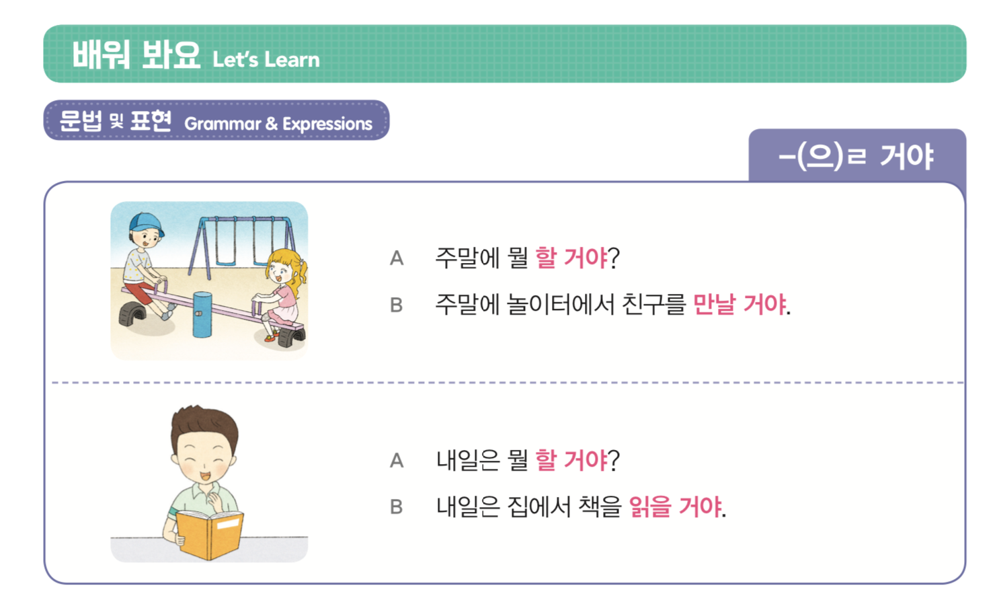 배워 봐요 Let's Learn
문법 및 표현 Grammar & Expressions
-(으)ㄹ 거야
A 주말에 뭘 할 거야?
B 주말에 놀이터에서 친구를 만날 거야.
A 내일은 뭘 할 거야?
B 내일은 집에서 책을 읽을 거야.